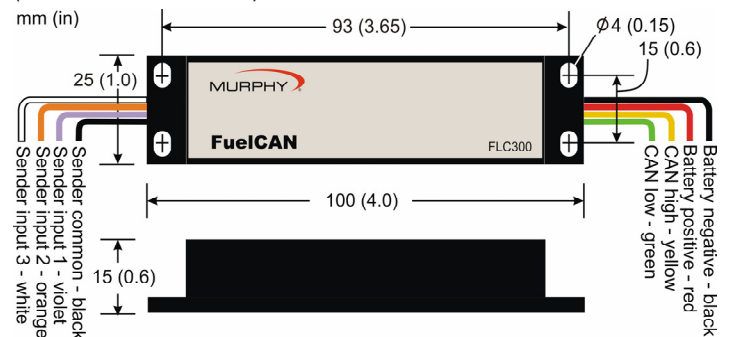 mm (in)
93 (3.65)
Ø4 (0.15)
15 (0.6)
25 (1.0)
MURPHY
FuelCAN
FLC300
Sender input 3 - white
Sender input 2 - orange
Sender input 1 - violet
Sender common - black
CAN low - green
CAN high - yellow
Battery positive - red
Battery negative - black
100 (4.0)
15 (0.6)